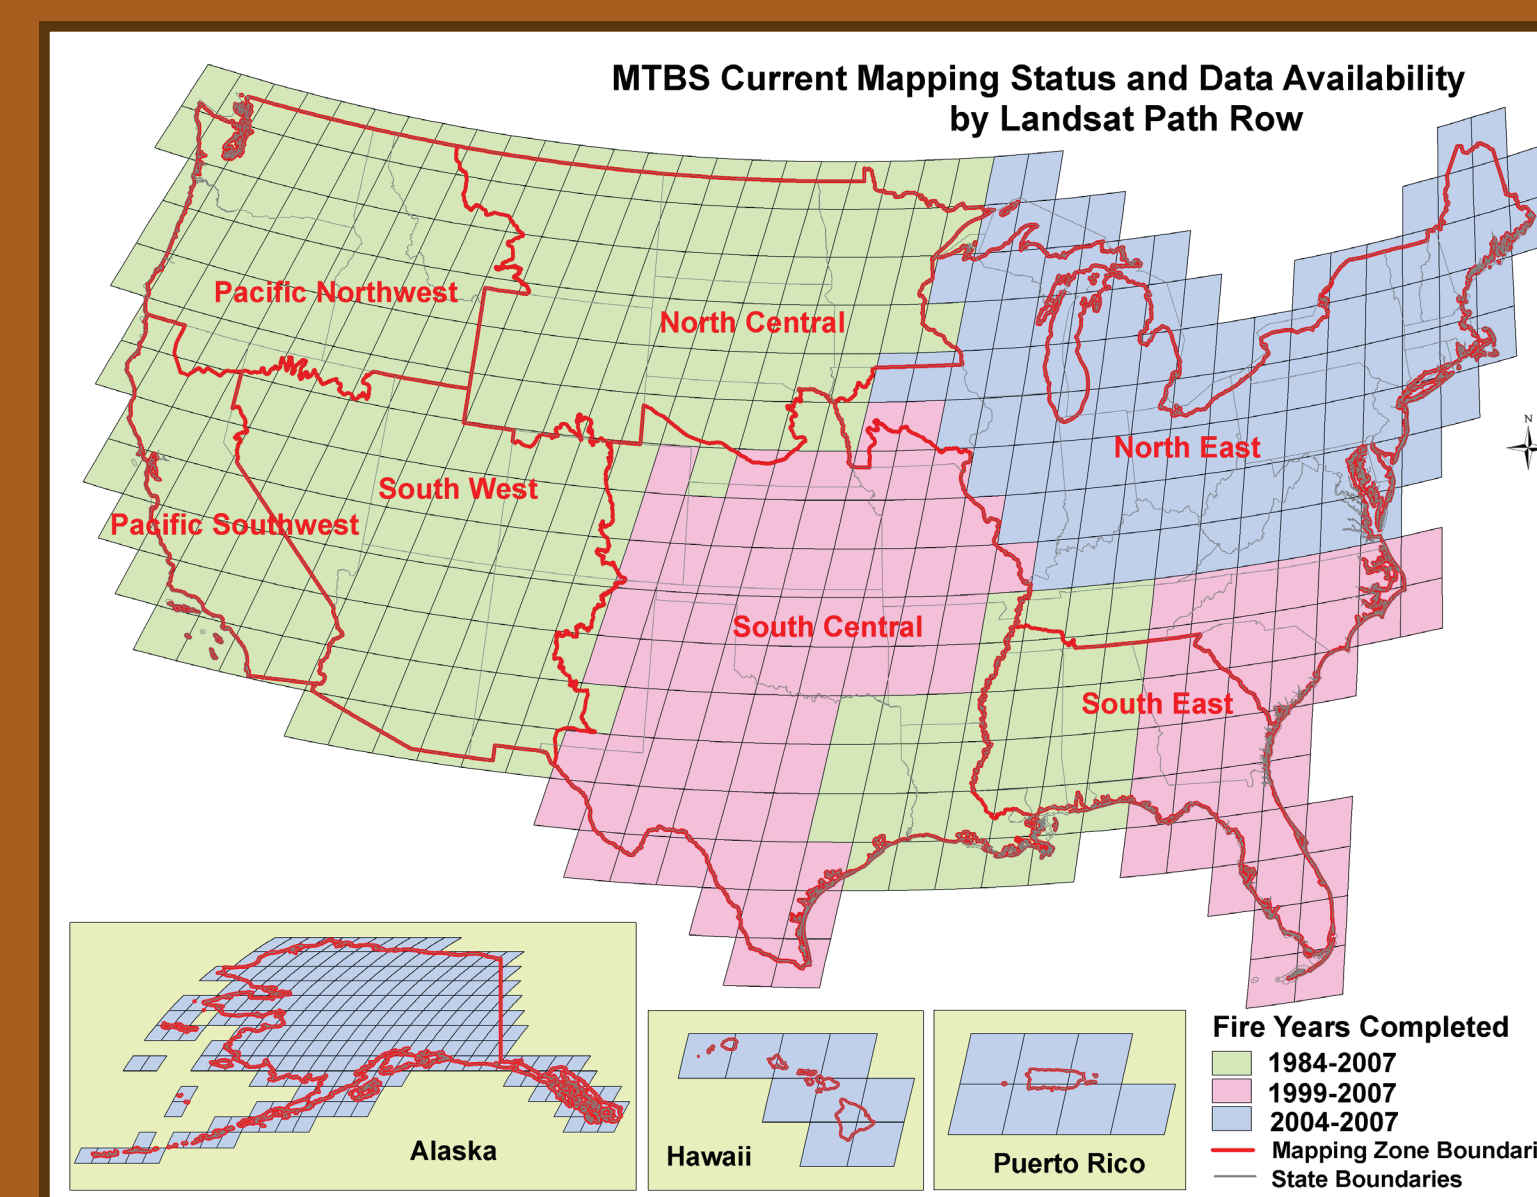 MTBS Current Mapping Status and Data Availability
by Landsat Path Row
Pacific Northwest
North Central
N
North East
South West
Pacific Southwest
South Central
South East
Alaska
Hawaii
Puerto Rico
Fire Years Completed
1984-2007
1999-2007
2004-2007
Mapping Zone Boundari
State Boundaries